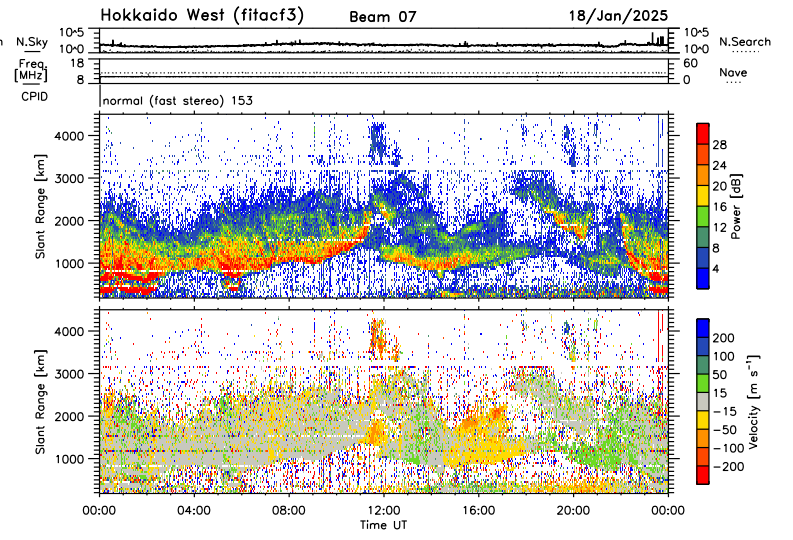 Hokkaido West (fitacf3) Beam 07 18/Jan/2025
N.Sky 10^5 10^0 10^5 10^0 N.Search
Freq. [MHz] 18 8 60 0 Nave
CPID normal (fast stereo) 153
Slant Range [km] 4000 3000 2000 1000
Power [dB] 28 24 20 16 12 8 4
Slant Range [km] 4000 3000 2000 1000
Velocity [m s⁻¹] 200 100 50 15 −15 −50 −100 −200
00:00 04:00 08:00 12:00 16:00 20:00 00:00
Time UT